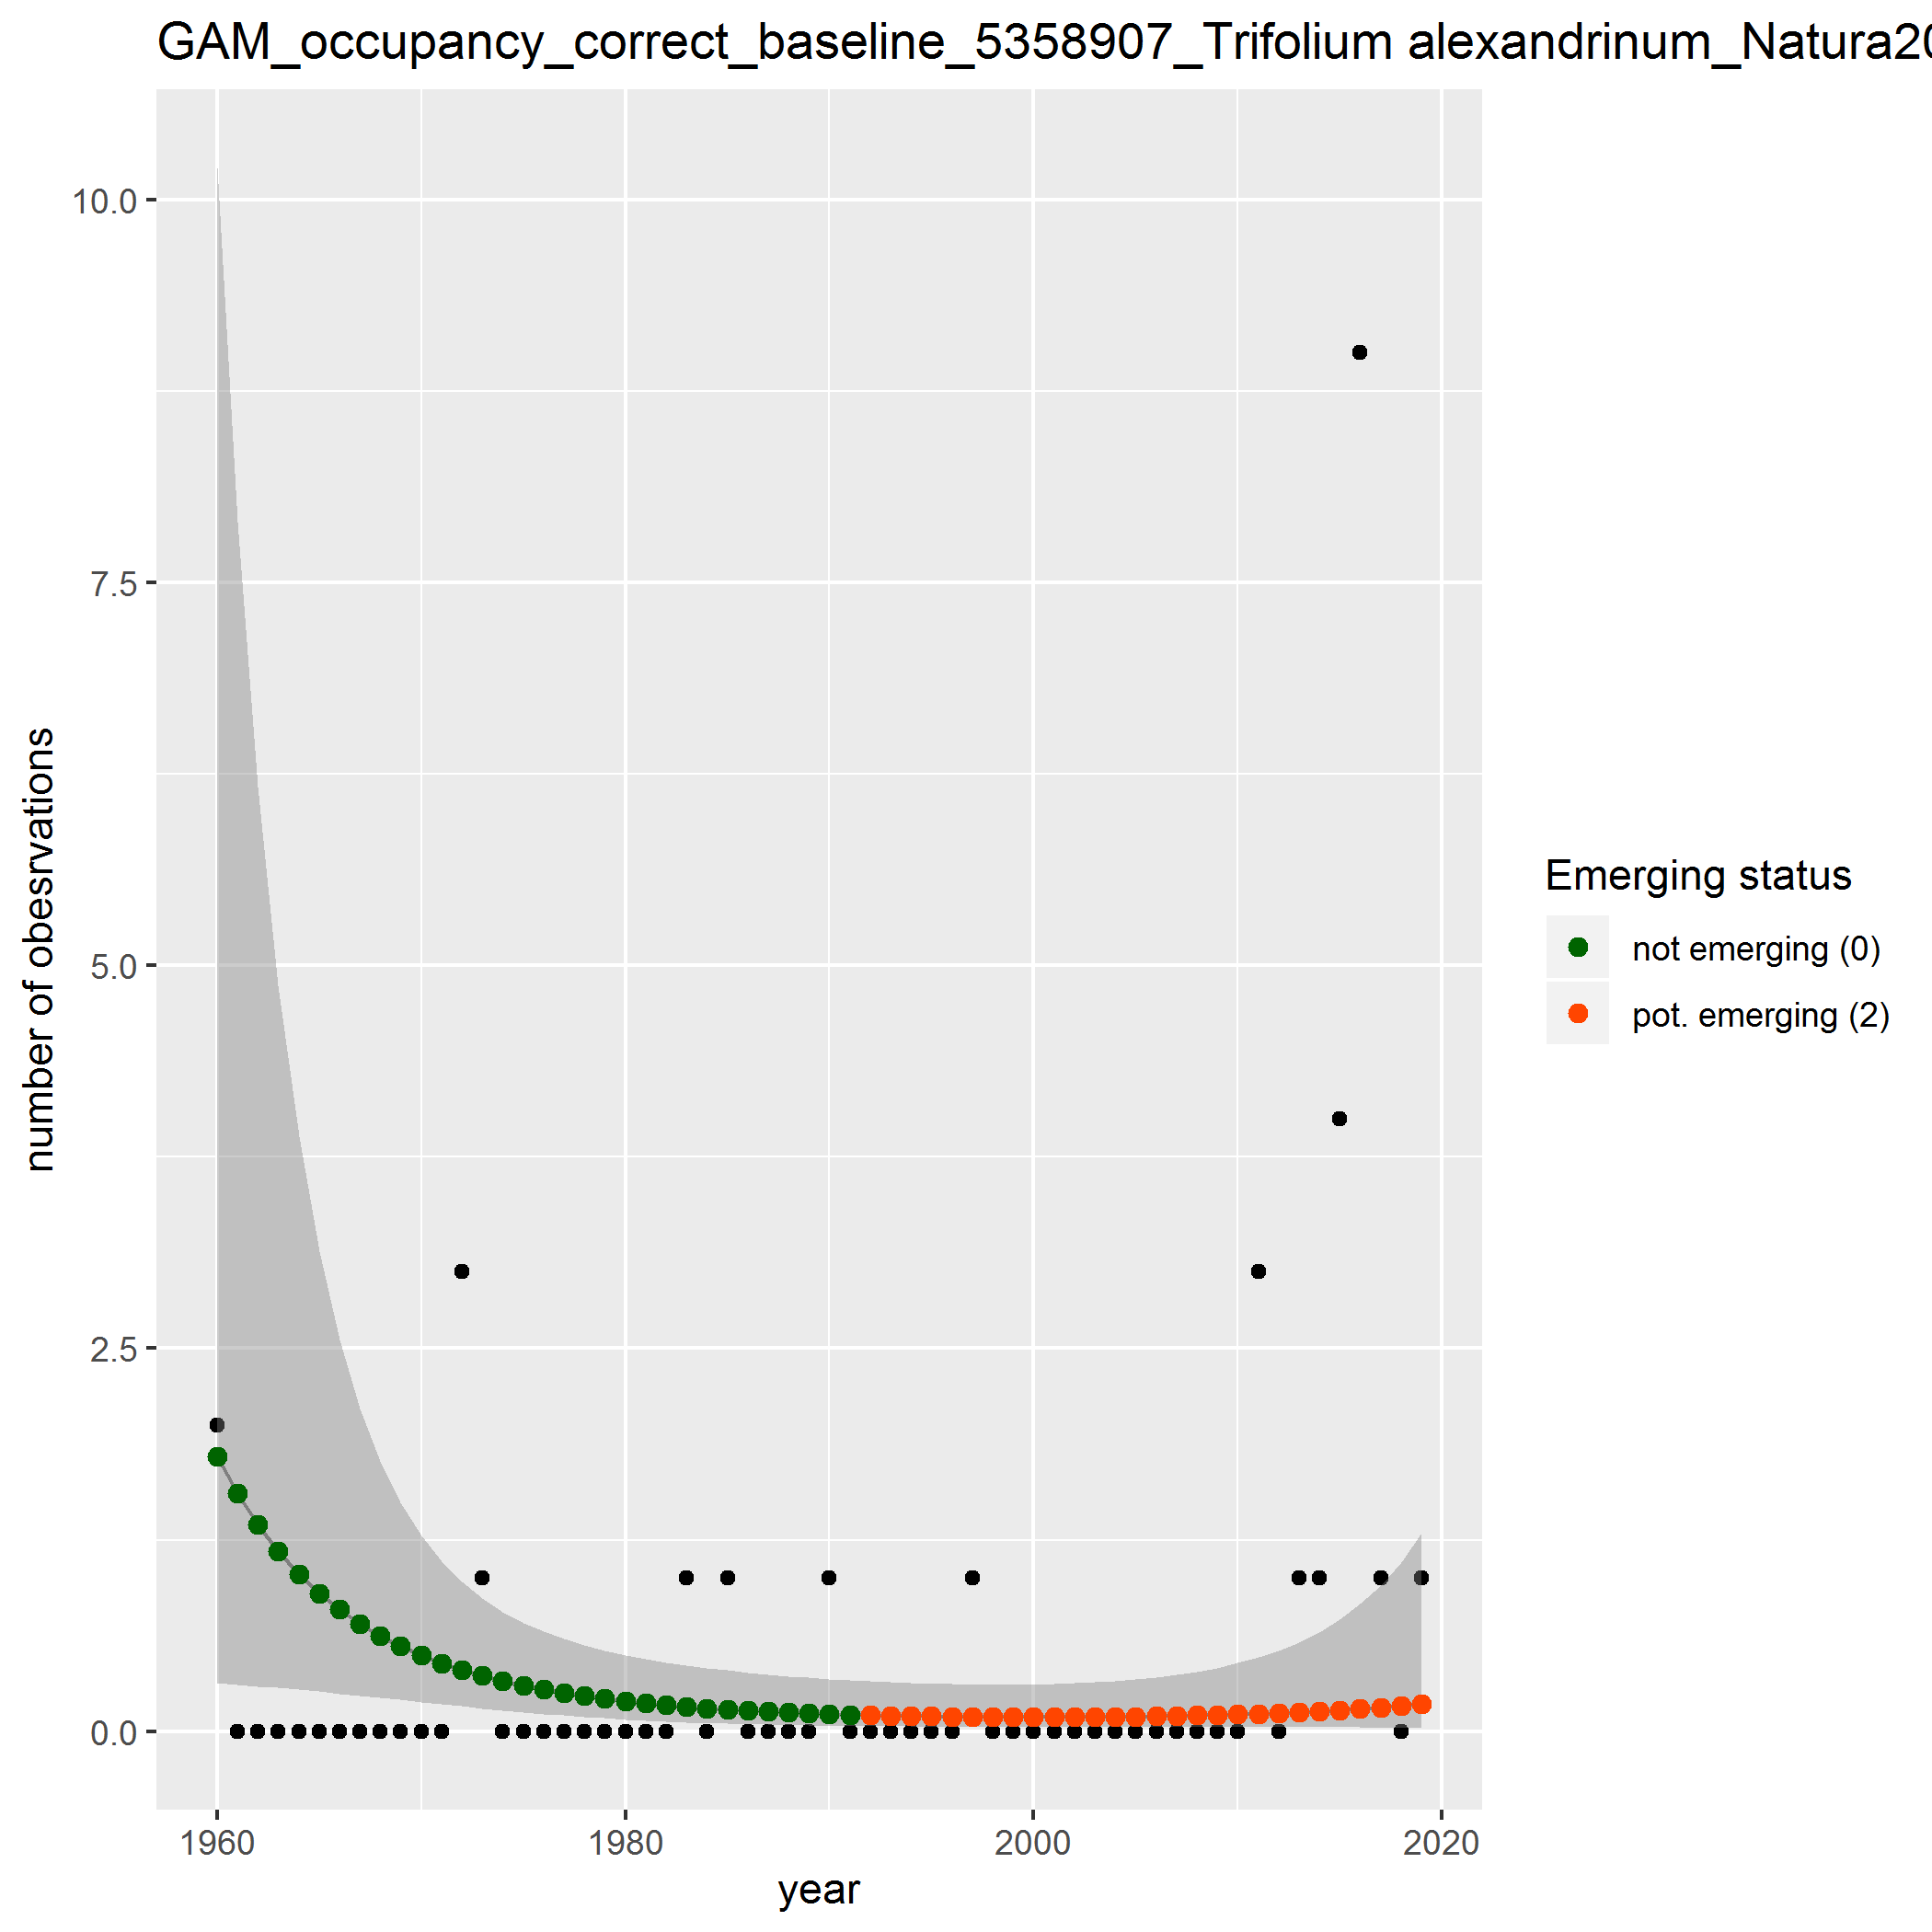 GAM_occupancy_correct_baseline_5358907_Trifolium alexandrinum_Natura20
10.0
7.5
5.0
2.5
0.0
number of obesrvations
1960
1980
2000
2020
year
Emerging status
not emerging (0)
pot. emerging (2)